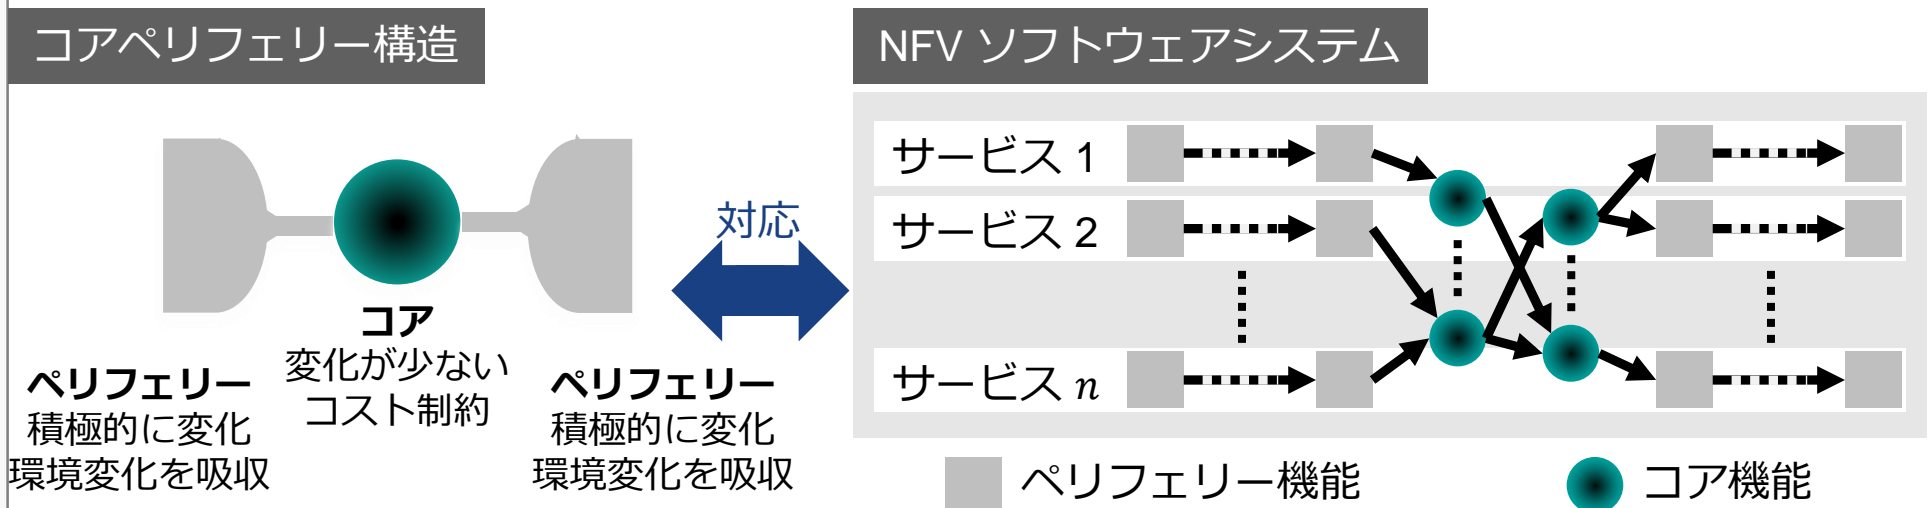 コアペリフェリー構造
コア
変化が少ない
コスト制約
ペリフェリー
積極的に変化
環境変化を吸収
ペリフェリー
積極的に変化
環境変化を吸収
対応
NFV ソフトウェアシステム
サービス 1
サービス 2
サービス n
ペリフェリー機能
コア機能